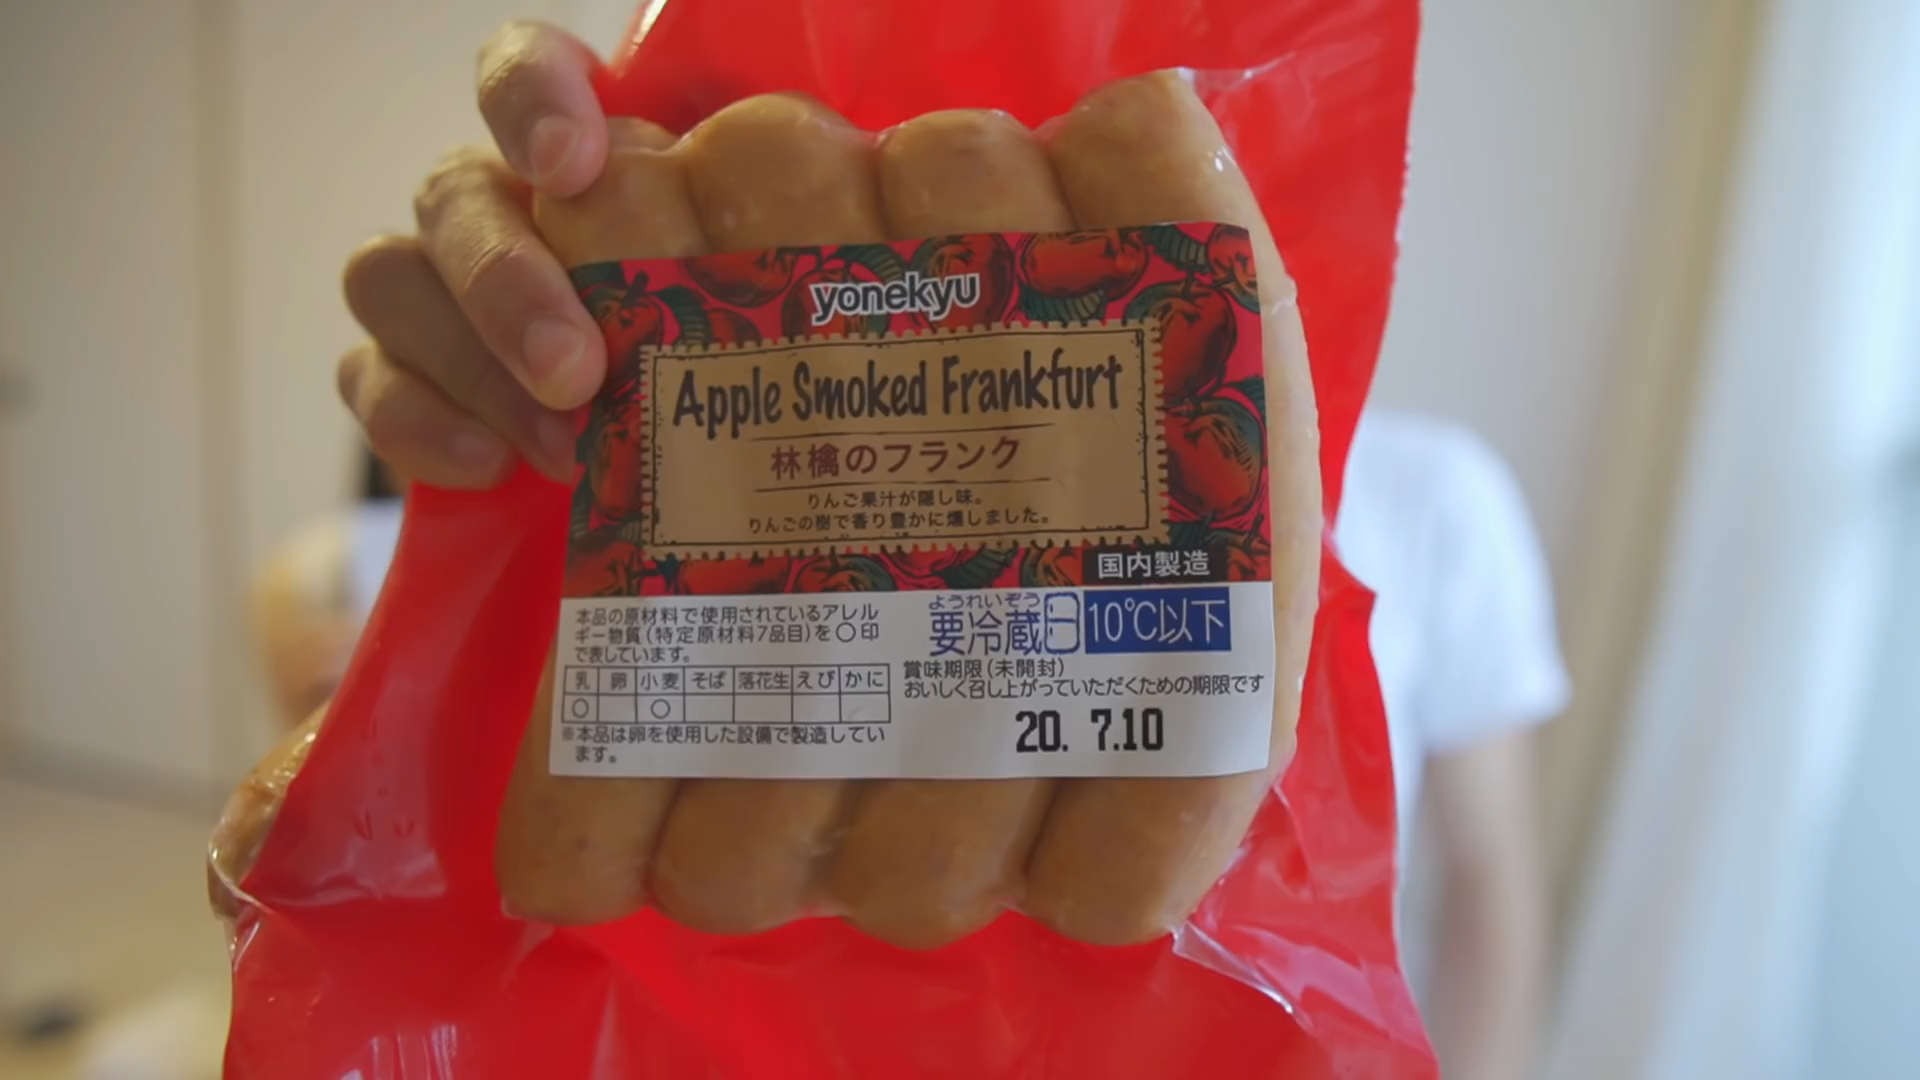 yonekyu
Apple Smoked Frankfurt
林檎のフランク
りんご果汁が隠し味。
りんごの樹で香り豊かに燻しました。
国内製造
本品の原材料で使用されているアレル
ギー物質(特定原材料7品目)を〇印
で表しています。
乳 卵 小麦 そば 落花生 えび かに
〇 〇
※本品は卵を使用した設備で製造してい
ます。
ようれいぞう
要冷蔵 10℃以下
賞味期限(未開封)
おいしく召し上がっていただくための期限です
20. 7.10